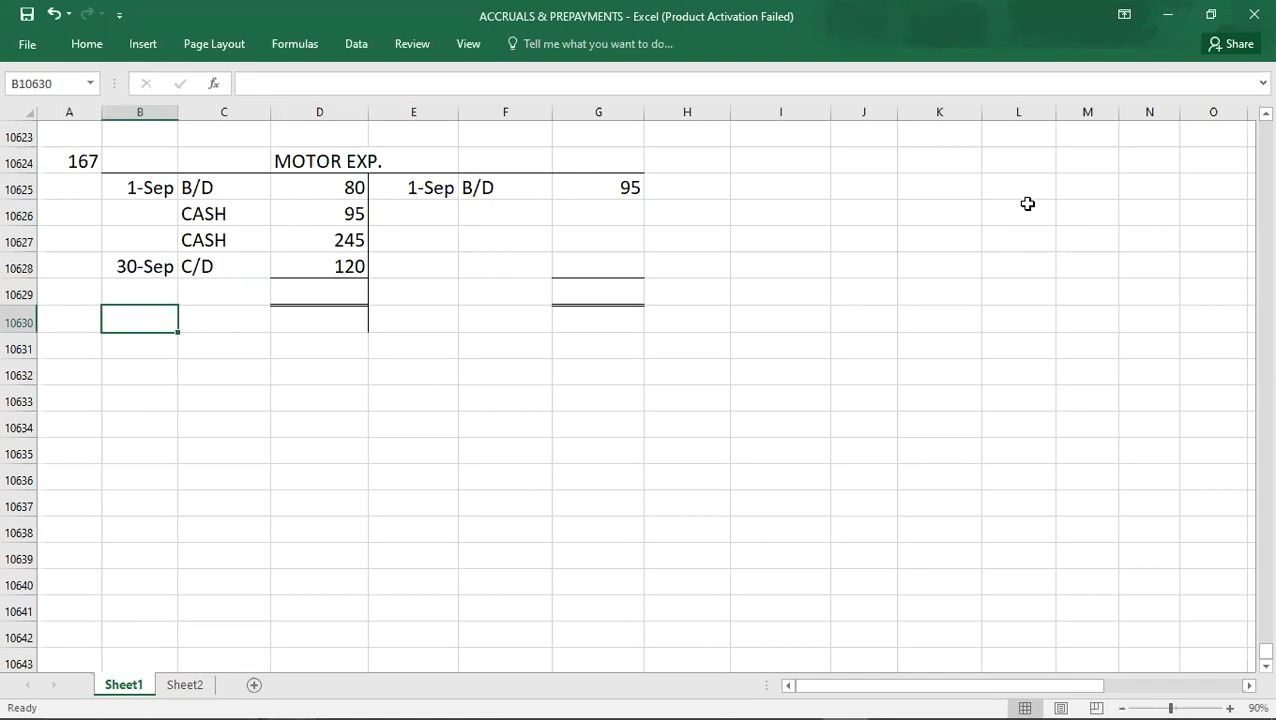 ACCRUALS & PREPAYMENTS - Excel (Product Activation Failed)
File Home Insert Page Layout Formulas Data Review View Tell me what you want to do... Share
B10630 fx
A B C D E F G H I J K L M N O
10623
10624 167 MOTOR EXP.
10625 1-Sep B/D 80 1-Sep B/D 95
10626 CASH 95
10627 CASH 245
10628 30-Sep C/D 120
10629
10630
10631
10632
10633
10634
10635
10636
10637
10638
10639
10640
10641
10642
10643
Sheet1 Sheet2
Ready 90%